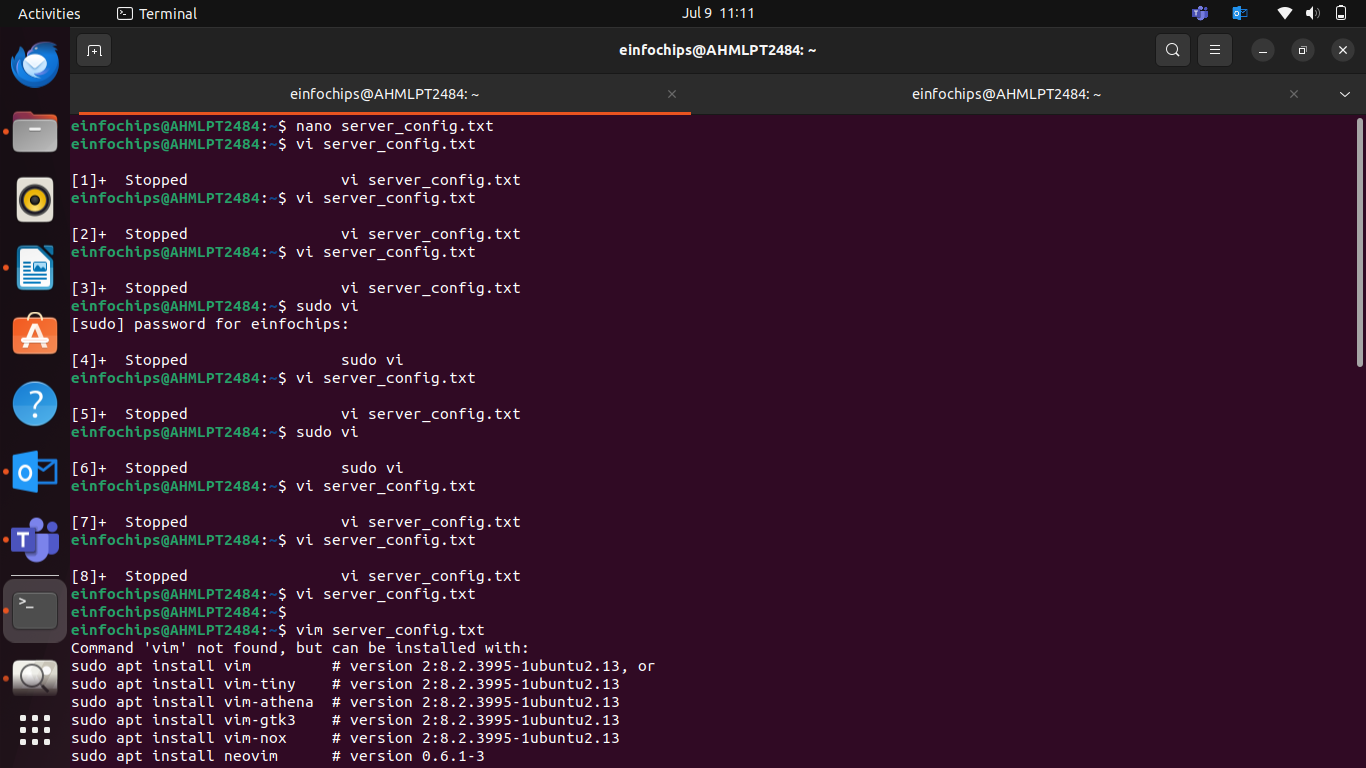 Activities
Terminal
Jul 9 11:11
einfochips@AHMLPT2484: ~
einfochips@AHMLPT2484: ~
einfochips@AHMLPT2484: ~
einfochips@AHMLPT2484:~$ nano server_config.txt
einfochips@AHMLPT2484:~$ vi server_config.txt
[1]+  Stopped                 vi server_config.txt
einfochips@AHMLPT2484:~$ vi server_config.txt
[2]+  Stopped                 vi server_config.txt
einfochips@AHMLPT2484:~$ vi server_config.txt
[3]+  Stopped                 vi server_config.txt
einfochips@AHMLPT2484:~$ sudo vi
[sudo] password for einfochips:
[4]+  Stopped                 sudo vi
einfochips@AHMLPT2484:~$ vi server_config.txt
[5]+  Stopped                 vi server_config.txt
einfochips@AHMLPT2484:~$ sudo vi
[6]+  Stopped                 sudo vi
einfochips@AHMLPT2484:~$ vi server_config.txt
[7]+  Stopped                 vi server_config.txt
einfochips@AHMLPT2484:~$ vi server_config.txt
[8]+  Stopped                 vi server_config.txt
einfochips@AHMLPT2484:~$ vi server_config.txt
einfochips@AHMLPT2484:~$
einfochips@AHMLPT2484:~$ vim server_config.txt
Command 'vim' not found, but can be installed with:
sudo apt install vim         # version 2:8.2.3995-1ubuntu2.13, or
sudo apt install vim-tiny    # version 2:8.2.3995-1ubuntu2.13
sudo apt install vim-athena  # version 2:8.2.3995-1ubuntu2.13
sudo apt install vim-gtk3    # version 2:8.2.3995-1ubuntu2.13
sudo apt install vim-nox     # version 2:8.2.3995-1ubuntu2.13
sudo apt install neovim      # version 0.6.1-3